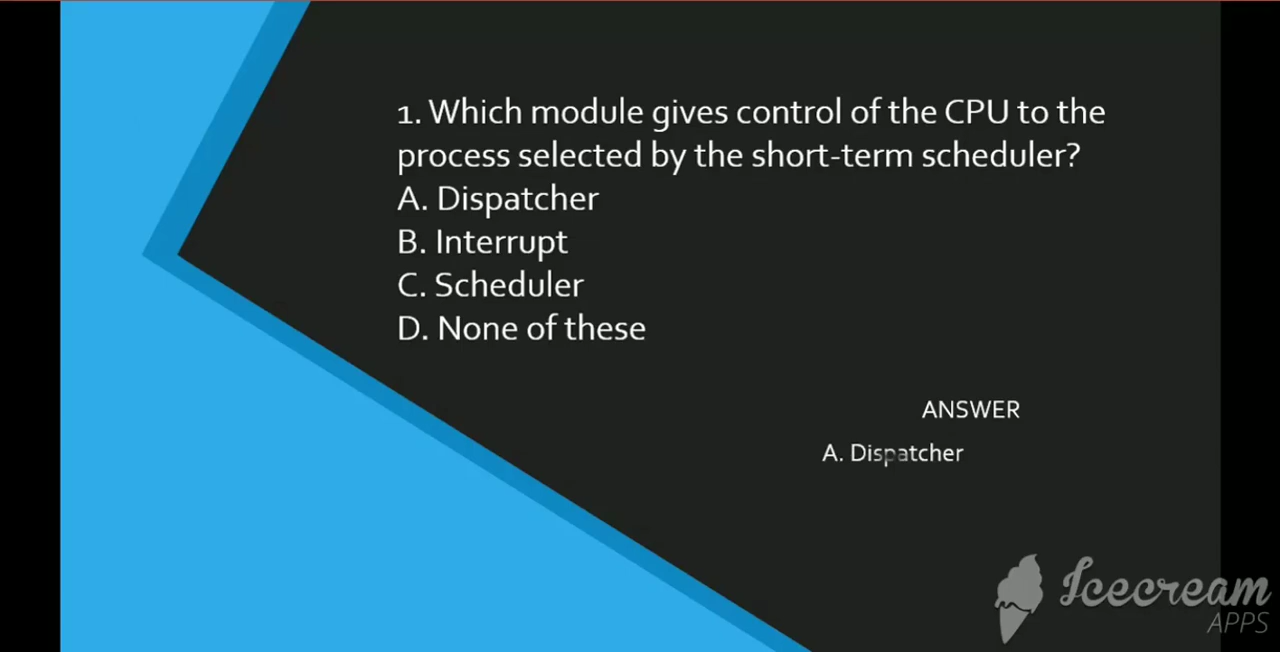 1. Which module gives control of the CPU to the
process selected by the short-term scheduler?
A. Dispatcher
B. Interrupt
C. Scheduler
D. None of these
ANSWER
A. Dispatcher
Icecream
APPS